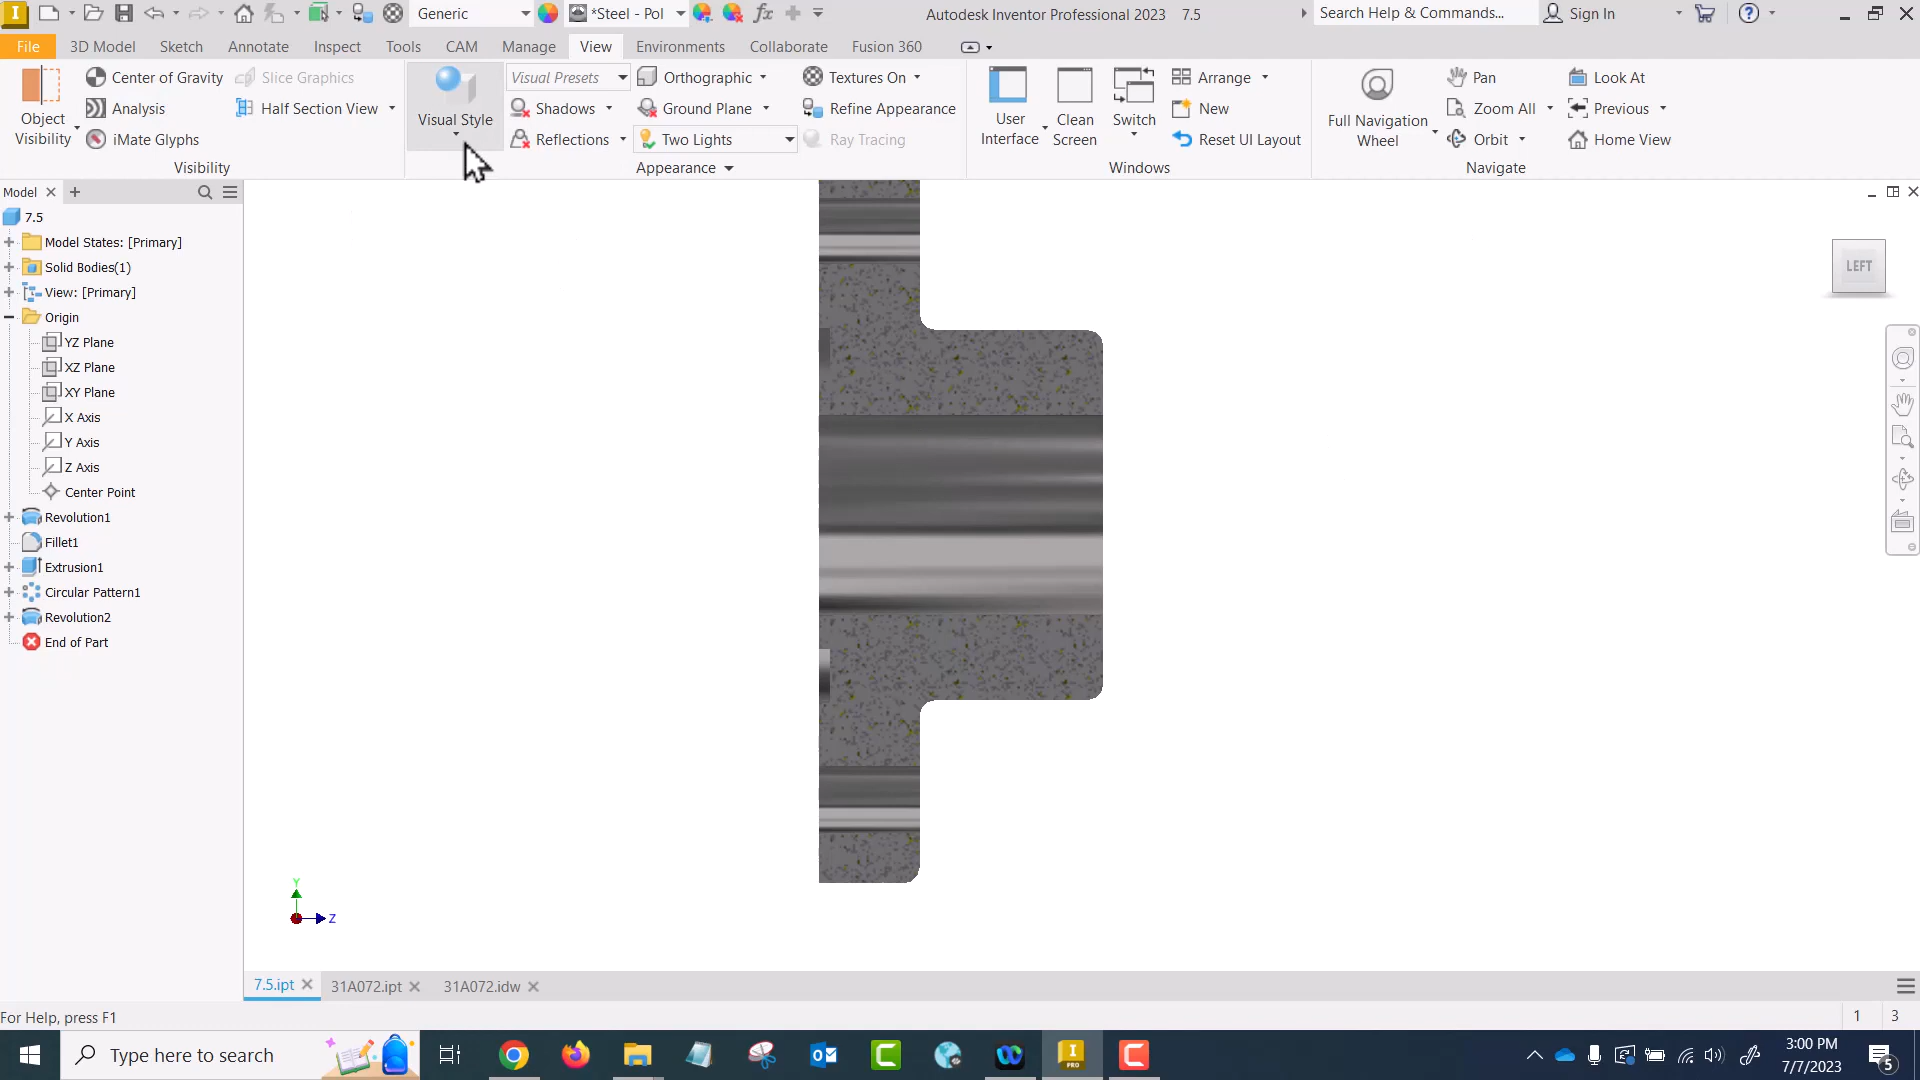 Generic
*Steel - Pol
Autodesk Inventor Professional 2023 7.5
Search Help & Commands...
Sign In
File
3D Model
Sketch
Annotate
Inspect
Tools
CAM
Manage
View
Environments
Collaborate
Fusion 360
Object
Visibility
Center of Gravity
Analysis
iMate Glyphs
Slice Graphics
Half Section View
Visibility
Visual Style
Visual Presets
Shadows
Reflections
Orthographic
Ground Plane
Two Lights
Textures On
Refine Appearance
Ray Tracing
Appearance
User
Interface
Clean
Screen
Switch
Arrange
New
Reset UI Layout
Windows
Full Navigation
Wheel
Pan
Zoom All
Orbit
Look At
Previous
Home View
Navigate
Model
7.5
Model States: [Primary]
Solid Bodies(1)
View: [Primary]
Origin
YZ Plane
XZ Plane
XY Plane
X Axis
Y Axis
Z Axis
Center Point
Revolution1
Fillet1
Extrusion1
Circular Pattern1
Revolution2
End of Part
LEFT
Y
Z
7.5.ipt
31A072.ipt
31A072.idw
For Help, press F1
1
3
Type here to search
PRO
3:00 PM
7/7/2023
5